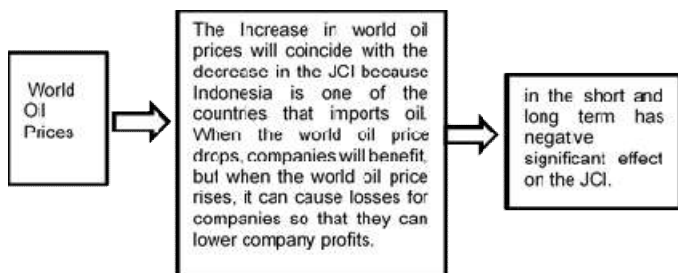 World
Oil
Prices
The Increase in world oil
prices will coincide with the
decrease in the JCI because
Indonesia is one of the
countries that imports oil.
When the world oil price
drops, companies will benefit,
but when the world oil price
rises, it can cause losses for
companies so that they can
lower company profits.
in the short and
long term has
negative
significant effect
on the JCI.